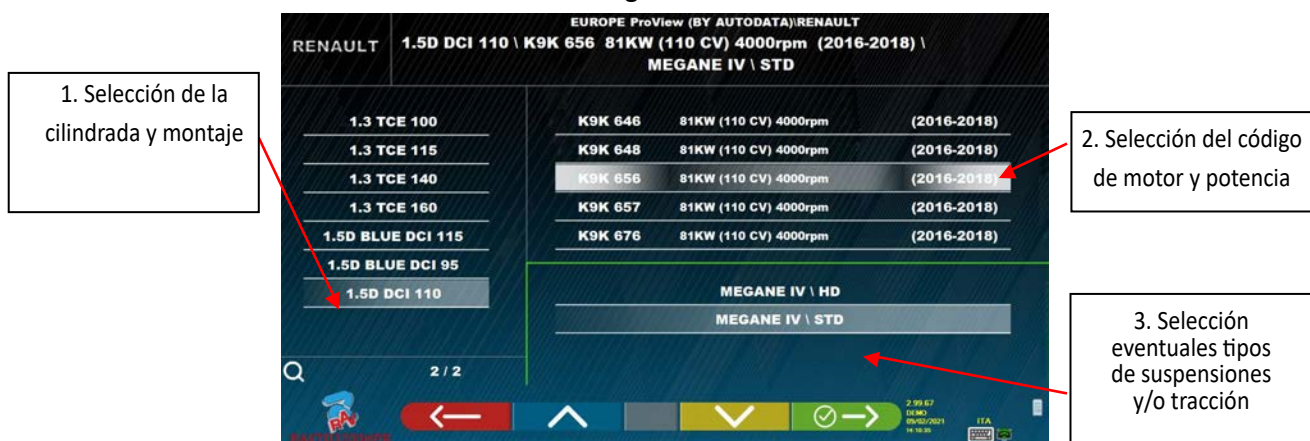 EUROPE ProView (BY AUTODATA)\RENAULT
RENAULT
1.5D DCI 110 \ K9K 656 81KW (110 CV) 4000rpm (2016-2018) \
MEGANE IV \ STD
1. Selección de la
cilindrada y montaje
1.3 TCE 100
1.3 TCE 115
1.3 TCE 140
1.3 TCE 160
1.5D BLUE DCI 115
1.5D BLUE DCI 95
1.5D DCI 110
2 / 2
K9K 646 81KW (110 CV) 4000rpm (2016-2018)
K9K 648 81KW (110 CV) 4000rpm (2016-2018)
K9K 656 81KW (110 CV) 4000rpm (2016-2018)
K9K 657 81KW (110 CV) 4000rpm (2016-2018)
K9K 676 81KW (110 CV) 4000rpm (2016-2018)
MEGANE IV \ HD
MEGANE IV \ STD
2. Selección del código
de motor y potencia
3. Selección
eventuales tipos
de suspensiones
y/o tracción
RAV
2.99.67
DEMO
09/02/2021
ITA